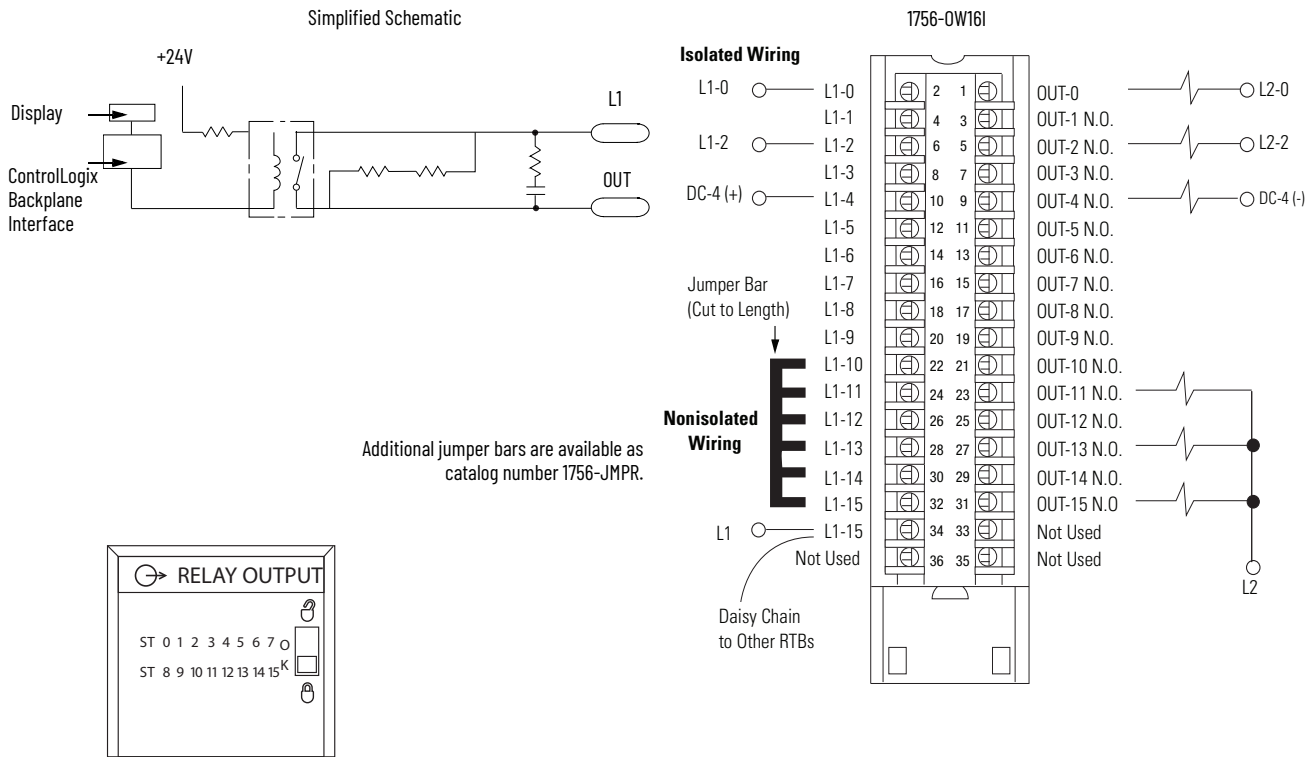 Simplified Schematic
+24V
Display
ControlLogix
Backplane
Interface
L1
OUT
1756-OW16I
Isolated Wiring
L1-0 L1-0 2 1 OUT-0 L2-0
L1-1 4 3 OUT-1 N.O.
L1-2 L1-2 6 5 OUT-2 N.O. L2-2
L1-3 8 7 OUT-3 N.O.
DC-4 (+) L1-4 10 9 OUT-4 N.O. DC-4 (-)
L1-5 12 11 OUT-5 N.O.
L1-6 14 13 OUT-6 N.O.
L1-7 16 15 OUT-7 N.O.
L1-8 18 17 OUT-8 N.O.
L1-9 20 19 OUT-9 N.O.
L1-10 22 21 OUT-10 N.O.
L1-11 24 23 OUT-11 N.O.
L1-12 26 25 OUT-12 N.O.
L1-13 28 27 OUT-13 N.O.
L1-14 30 29 OUT-14 N.O.
L1-15 32 31 OUT-15 N.O
L1 L1-15 34 33 Not Used
Not Used 36 35 Not Used
L2
Jumper Bar
(Cut to Length)
Nonisolated
Wiring
Additional jumper bars are available as
catalog number 1756-JMPR.
Daisy Chain
to Other RTBs
RELAY OUTPUT
ST 0 1 2 3 4 5 6 7 O
ST 8 9 10 11 12 13 14 15 K